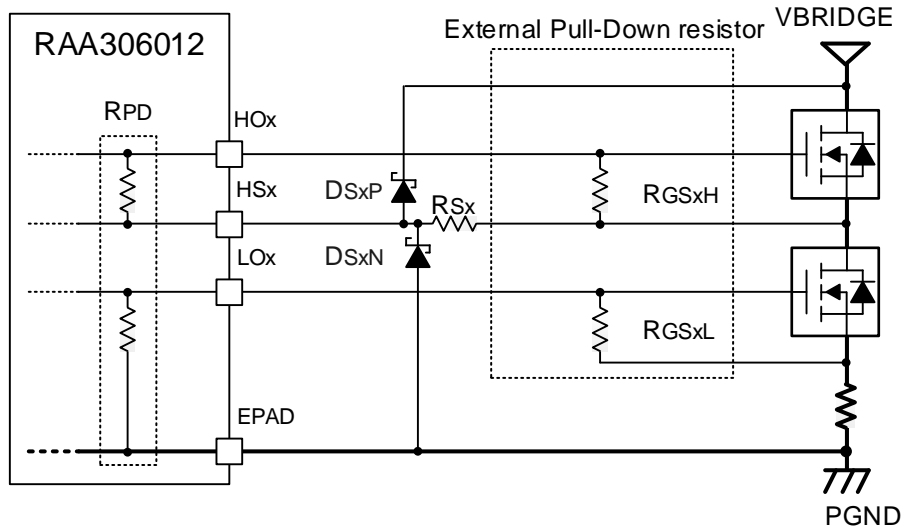 RAA306012
External Pull-Down resistor
VBRIDGE
RPD
HOx
HSx
DSxP
RSx
RGSxH
LOx
DSxN
RGSxL
EPAD
PGND